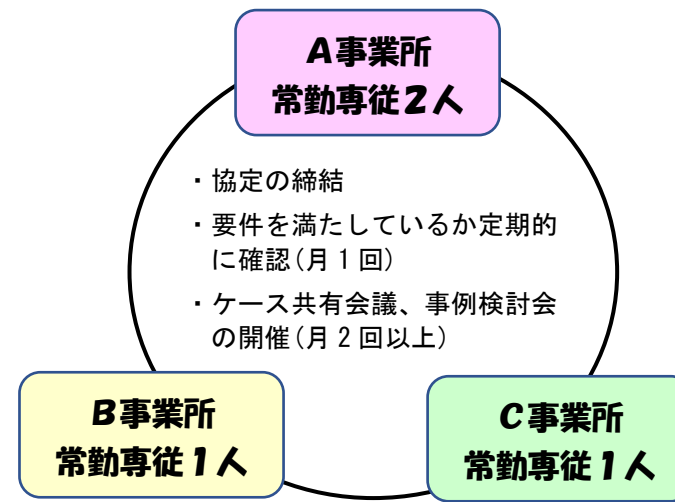 A事業所
常勤専従2人
・協定の締結
・要件を満たしているか定期的
に確認(月1回)
・ケース共有会議、事例検討会
の開催(月2回以上)
B事業所
常勤専従1人
C事業所
常勤専従1人